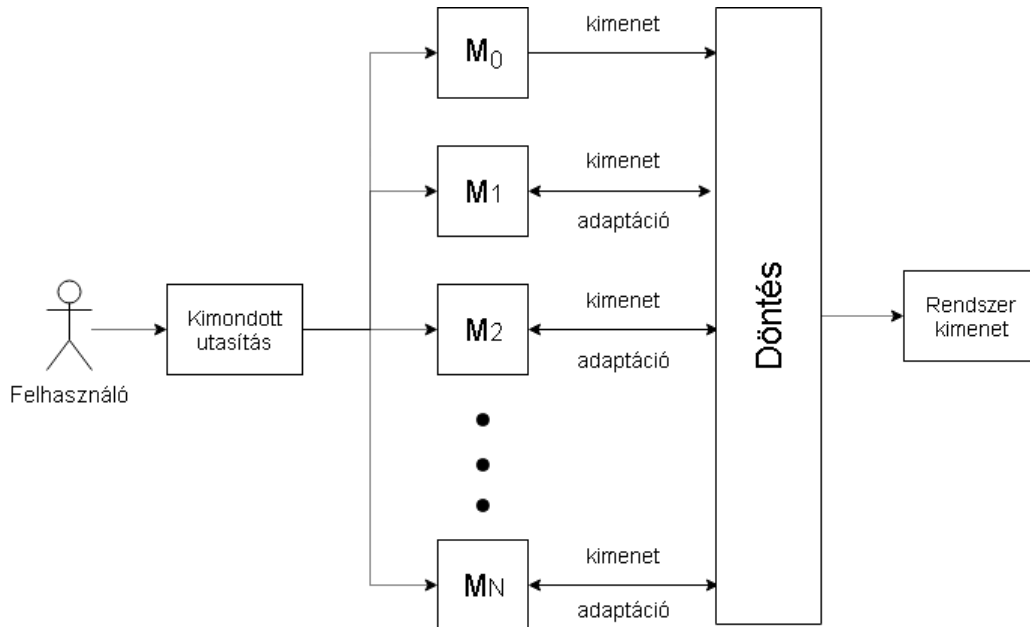 M0
kimenet
M1
kimenet
adaptáció
Felhasználó
Kimondott
utasítás
M2
kimenet
adaptáció
MN
kimenet
adaptáció
Döntés
Rendszer
kimenet